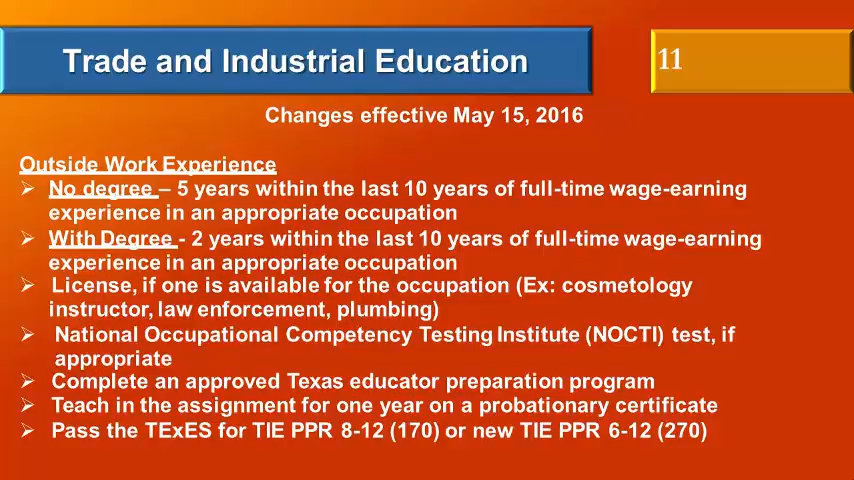 Trade and Industrial Education
11
Changes effective May 15, 2016
Outside Work Experience
➢ No degree – 5 years within the last 10 years of full-time wage-earning
experience in an appropriate occupation
➢ With Degree - 2 years within the last 10 years of full-time wage-earning
experience in an appropriate occupation
➢ License, if one is available for the occupation (Ex: cosmetology
instructor, law enforcement, plumbing)
➢ National Occupational Competency Testing Institute (NOCTI) test, if
appropriate
➢ Complete an approved Texas educator preparation program
➢ Teach in the assignment for one year on a probationary certificate
➢ Pass the TExES for TIE PPR 8-12 (170) or new TIE PPR 6-12 (270)